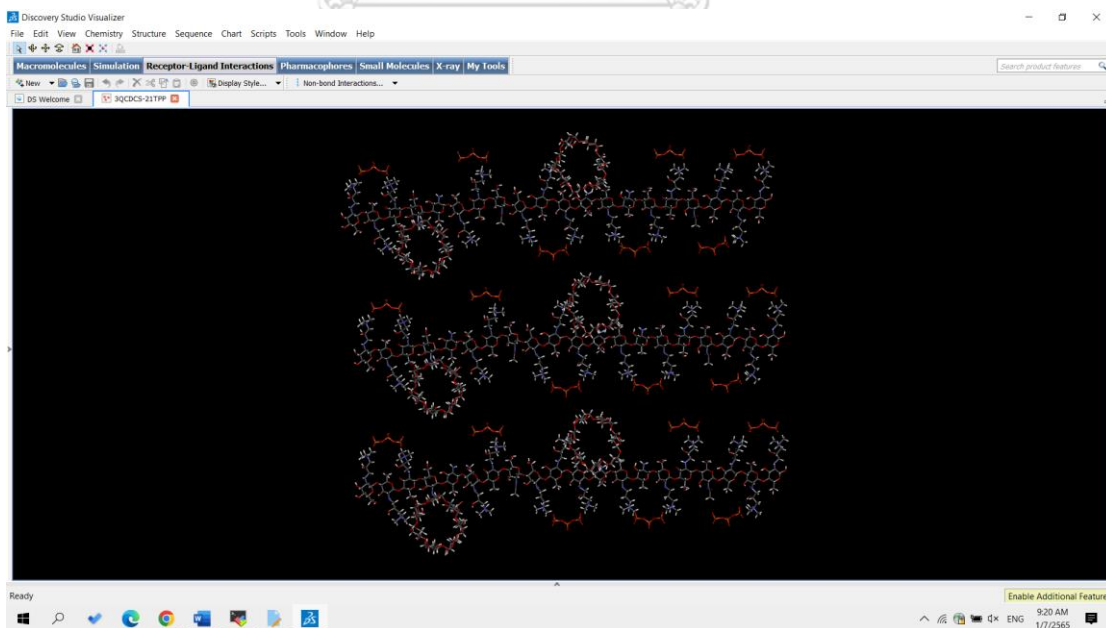 Discovery Studio Visualizer
File Edit View Chemistry Structure Sequence Chart Scripts Tools Window Help
Macromolecules Simulation Receptor-Ligand Interactions Pharmacophores Small Molecules X-ray My Tools Search product features
New Display Style... Non-bond Interactions...
DS Welcome 3QCDCS-21TPP
Ready Enable Additional Feature
ENG 9:20 AM
1/7/2565